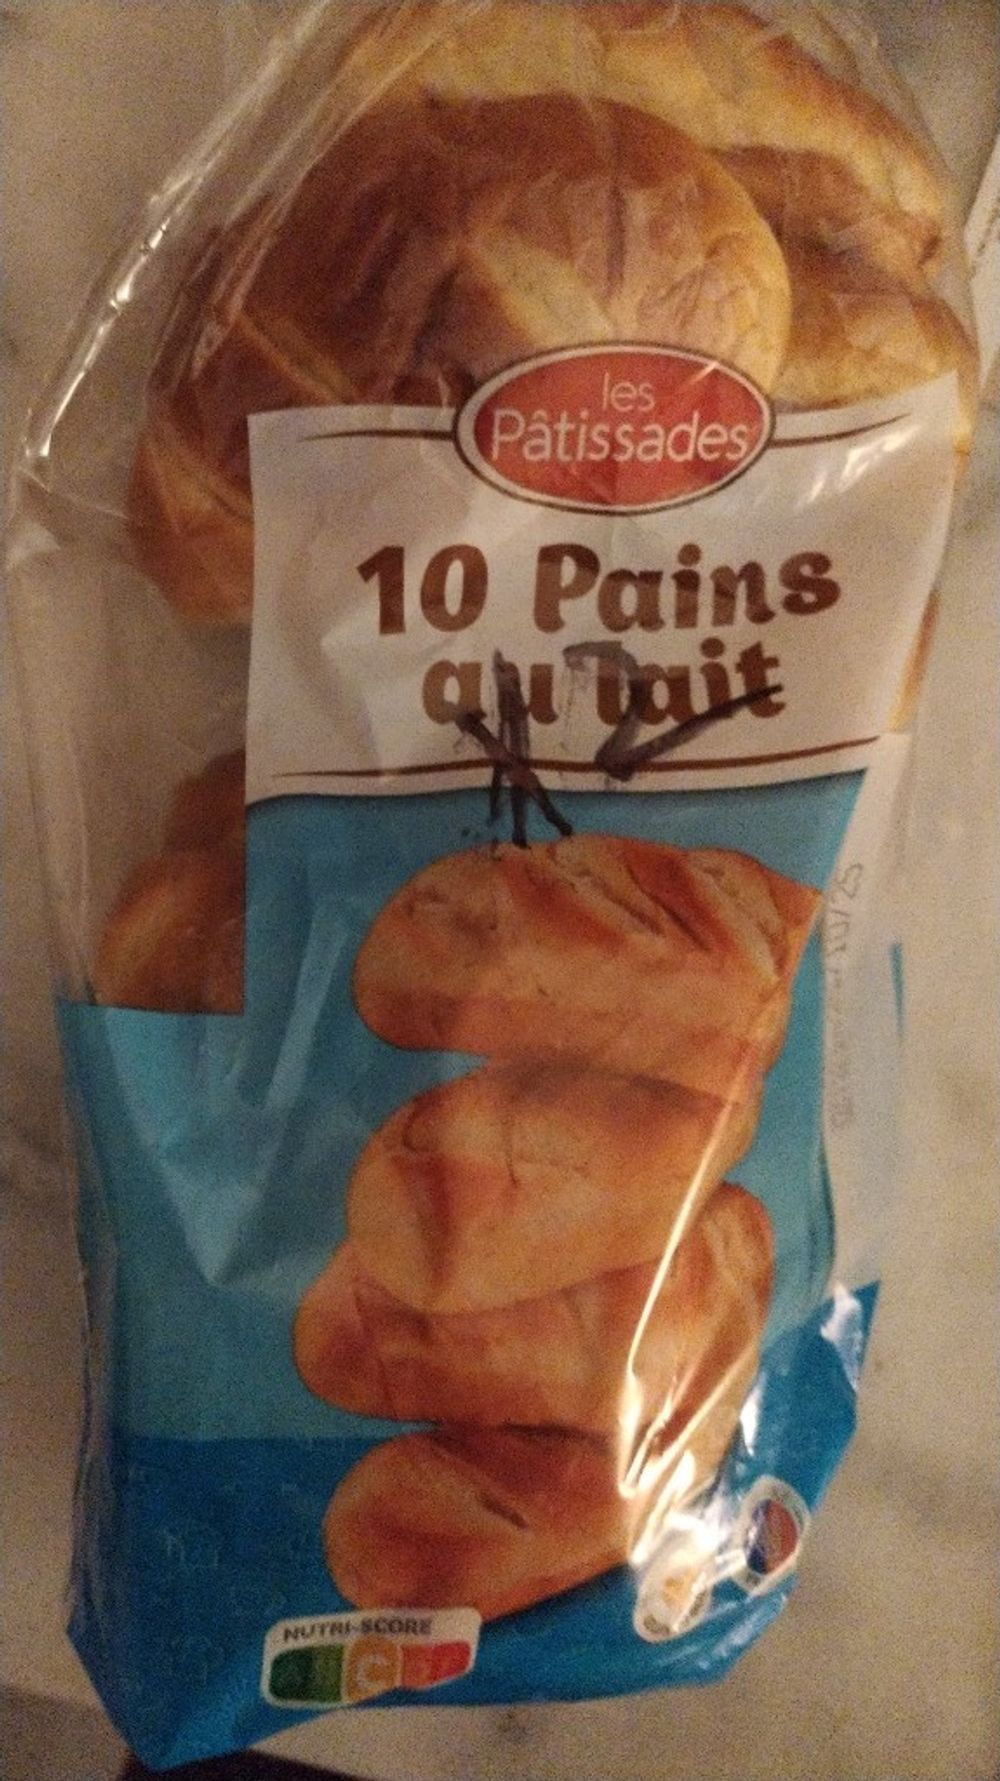 les
Pâtissades
10 Pains
au lait
NUTRI-SCORE
C